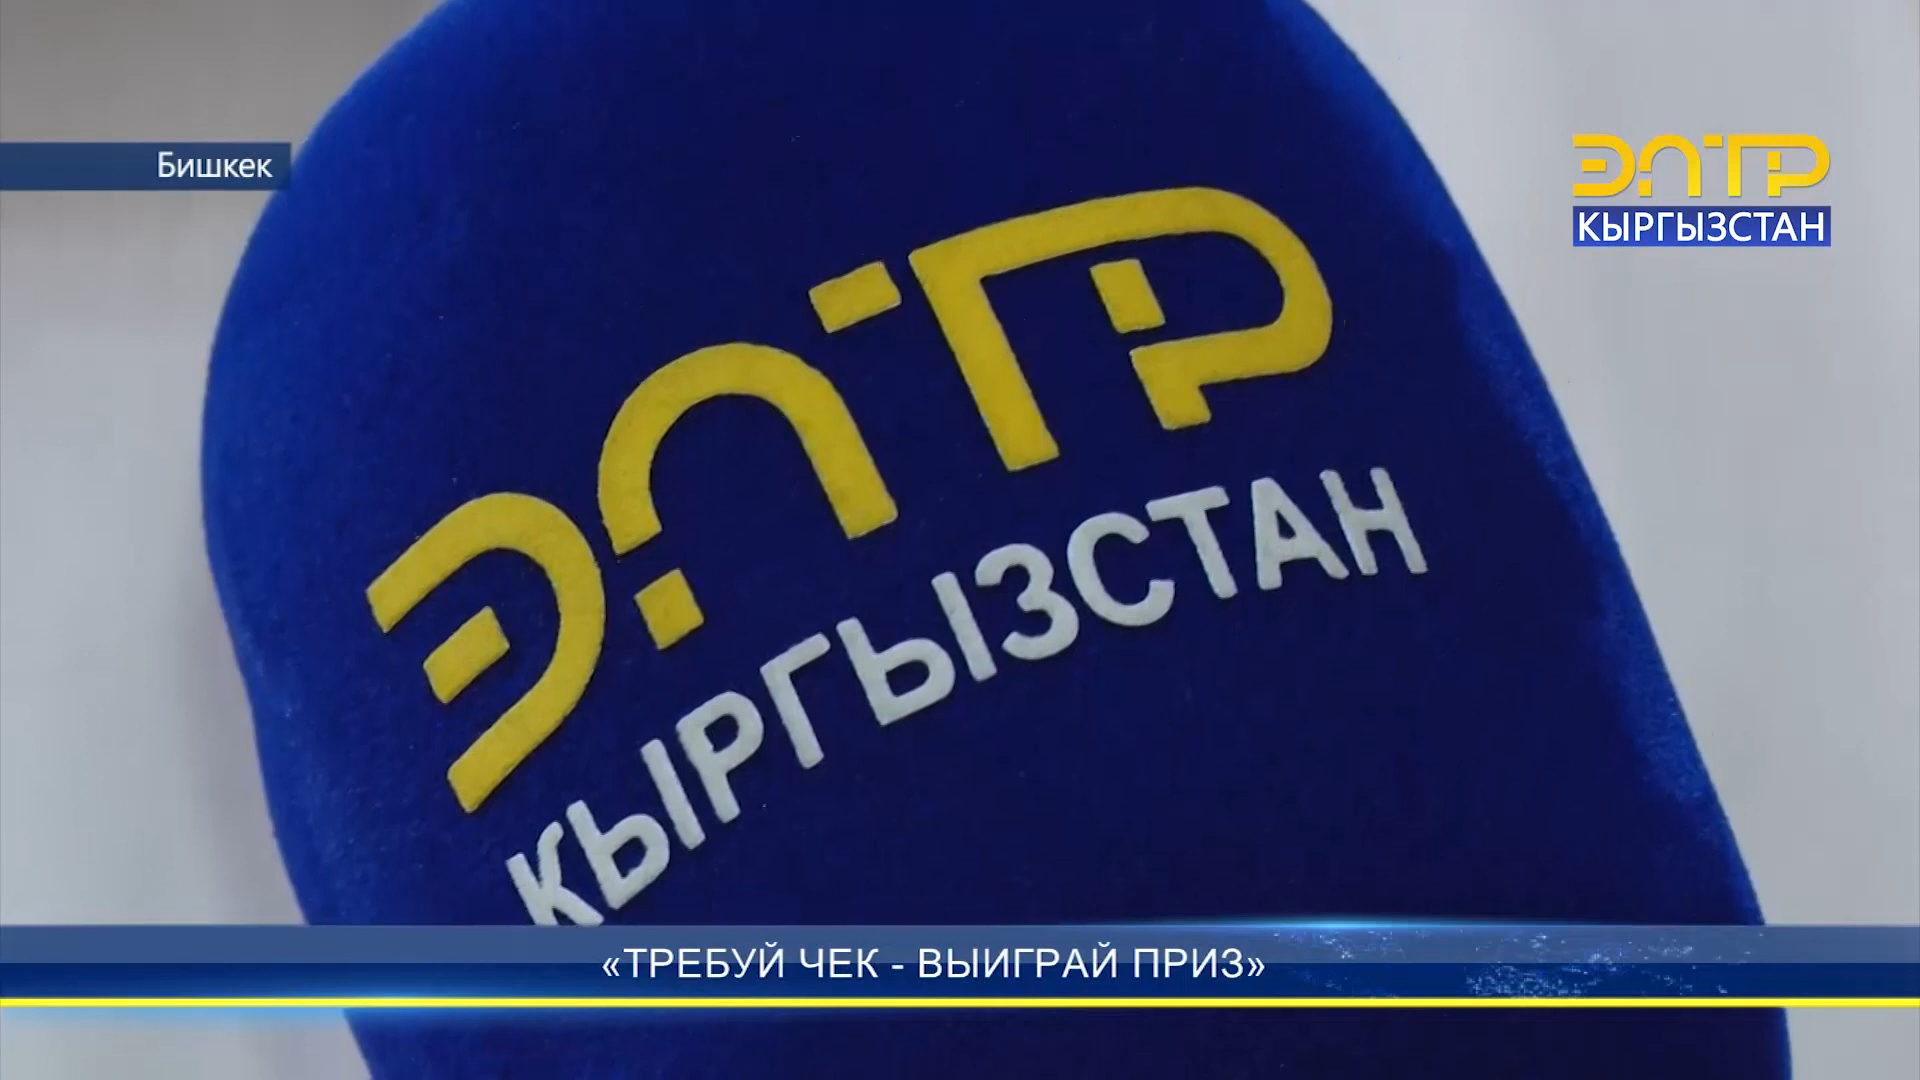 Бишкек
ЭЛТР
КЫРГЫЗСТАН
ЭЛТР
КЫРГЫЗСТАН
«ТРЕБУЙ ЧЕК - ВЫИГРАЙ ПРИЗ»